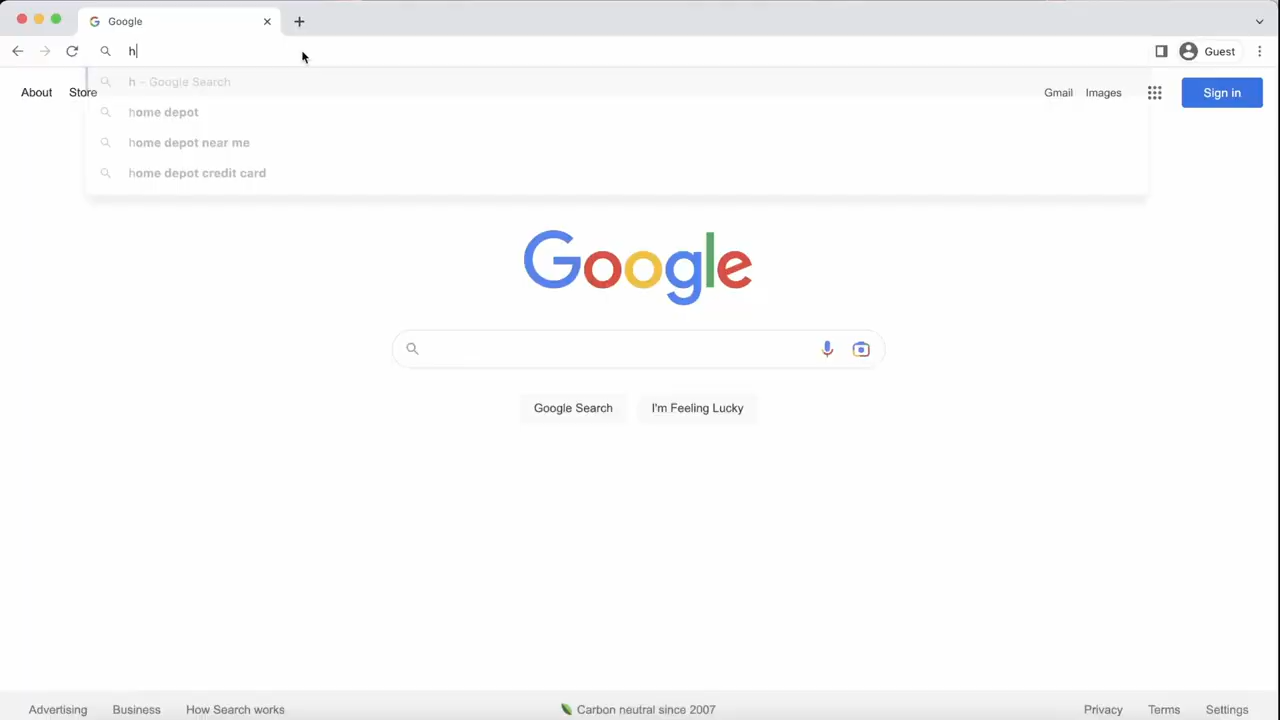 Google
h
Guest
h – Google Search
home depot
home depot near me
home depot credit card
About
Store
Gmail
Images
Sign in
Google
Google Search
I'm Feeling Lucky
Advertising
Business
How Search works
Carbon neutral since 2007
Privacy
Terms
Settings